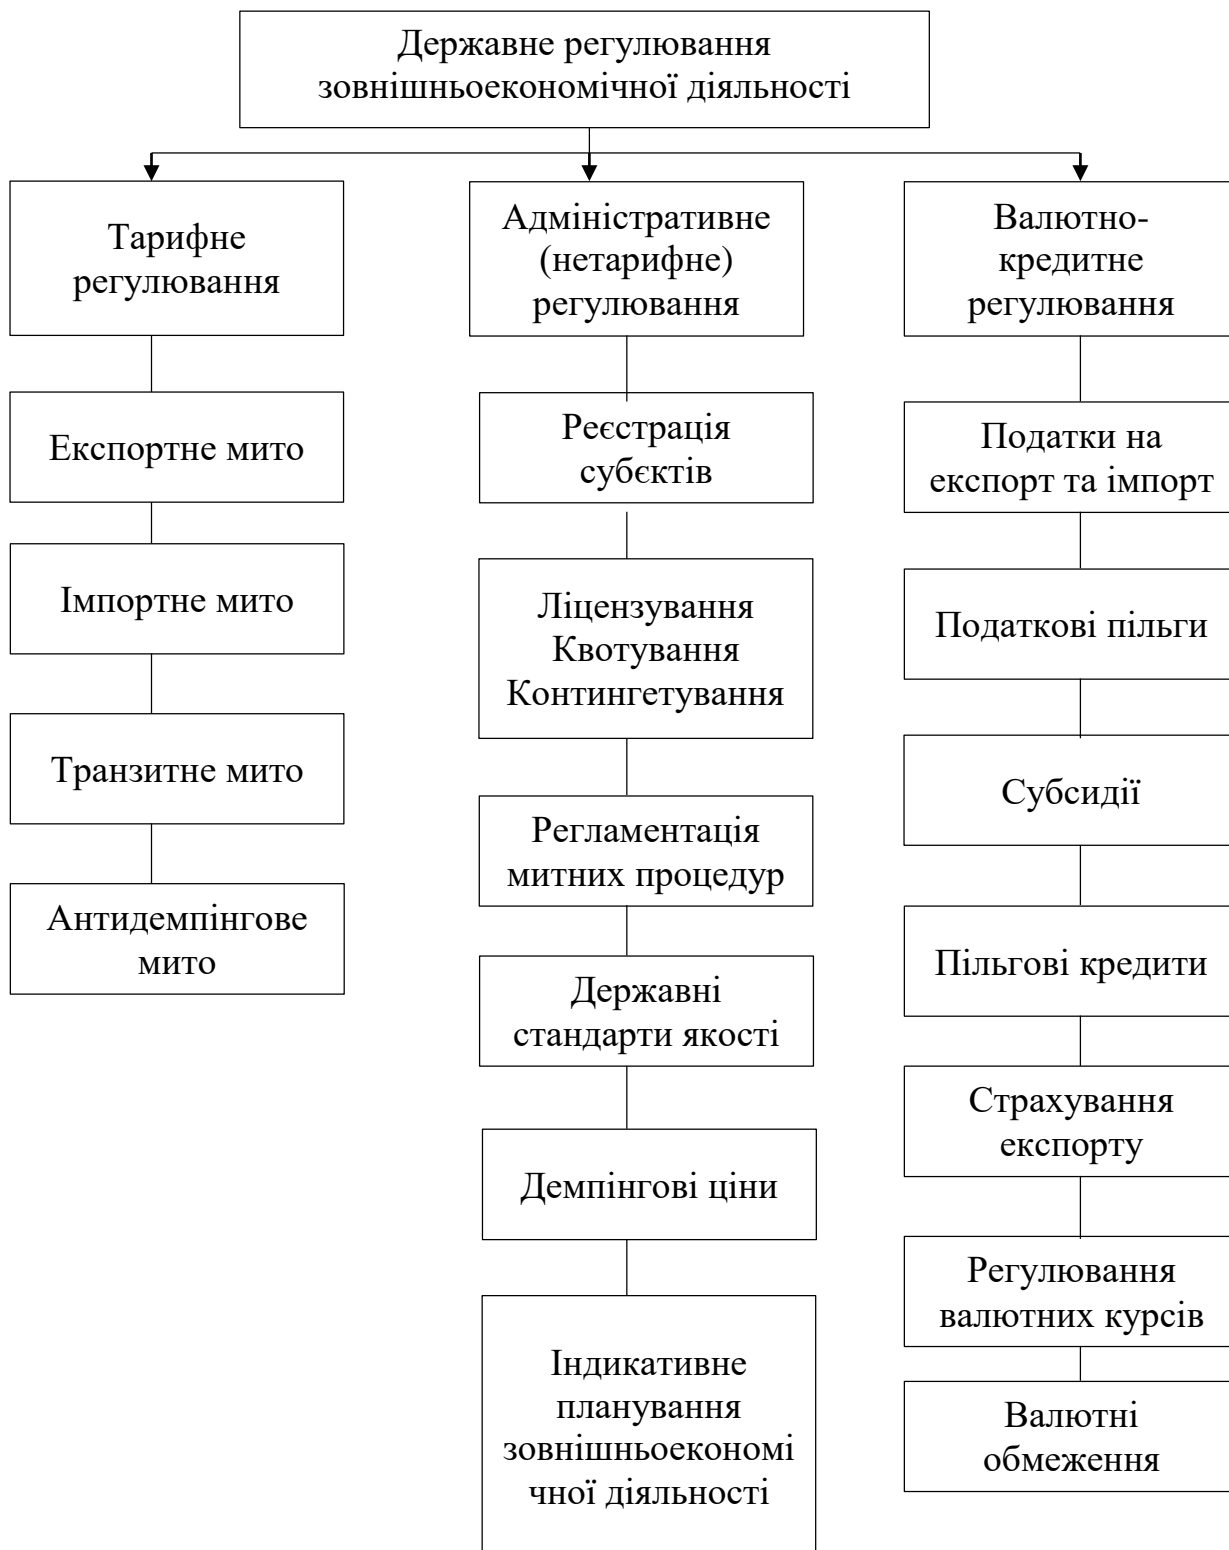 Державне регулювання
зовнішньоекономічної діяльності
Тарифне
регулювання
Експортне мито
Імпортне мито
Транзитне мито
Антидемпінгове
мито
Адміністративне
(нетарифне)
регулювання
Реєстрація
субєктів
Ліцензування
Квотування
Контингетування
Регламентація
митних процедур
Державні
стандарти якості
Демпінгові ціни
Індикативне
планування
зовнішньоекономі
чної діяльності
Валютно-
кредитне
регулювання
Податки на
експорт та імпорт
Податкові пільги
Субсидії
Пільгові кредити
Страхування
експорту
Регулювання
валютних курсів
Валютні
обмеження